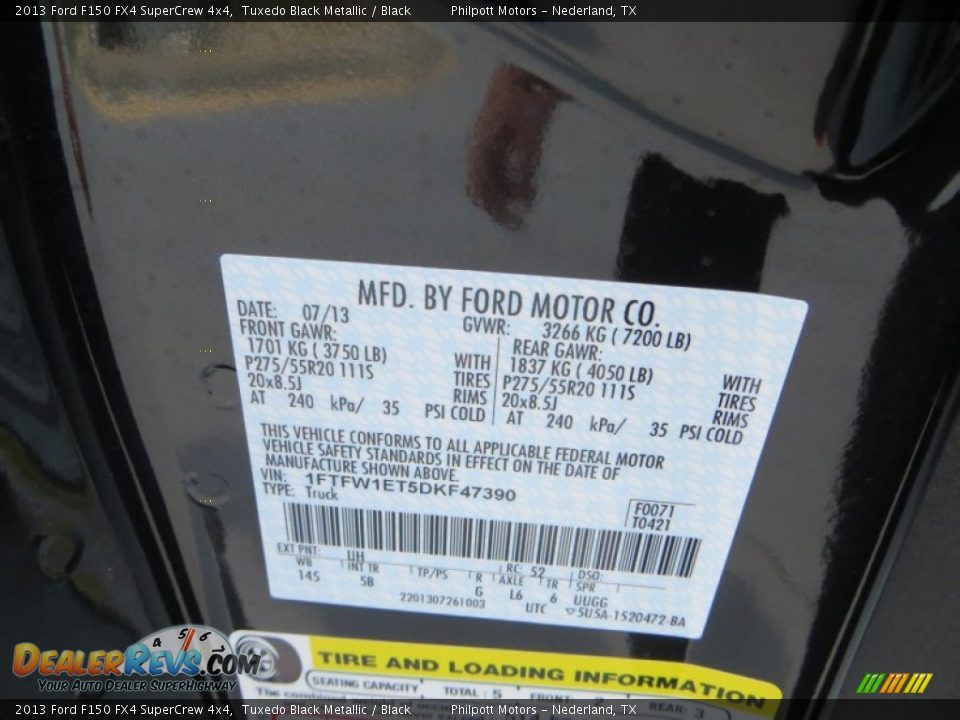 2013 Ford F150 FX4 SuperCrew 4x4, Tuxedo Black Metallic / Black Philpott Motors - Nederland, TX
MFD. BY FORD MOTOR CO.
DATE: 07/13 GVWR: 3266 KG ( 7200 LB)
FRONT GAWR: REAR GAWR:
1701 KG ( 3750 LB) WITH 1837 KG ( 4050 LB) WITH
P275/55R20 111S TIRES P275/55R20 111S TIRES
20x8.5J RIMS 20x8.5J RIMS
AT 240 kPa/ 35 PSI COLD AT 240 kPa/ 35 PSI COLD
THIS VEHICLE CONFORMS TO ALL APPLICABLE FEDERAL MOTOR
VEHICLE SAFETY STANDARDS IN EFFECT ON THE DATE OF
MANUFACTURE SHOWN ABOVE.
VIN: 1FTFW1ET5DKF47390
TYPE: Truck
F0071
T0421
EXT PNT: UH RC: 52 DSO:
WB INT TR TP/PS R AXLE TR SPR
145 5B G L6 6 UUGG
2201307261003 UTC ▽5U5A-1520472-BA
TIRE AND LOADING INFORMATION
SEATING CAPACITY TOTAL: 5 FRONT: 2 REAR: 3
The combined
4 5 6
DealerRevs.com
Your Auto Dealer SuperHighway
2013 Ford F150 FX4 SuperCrew 4x4, Tuxedo Black Metallic / Black Philpott Motors - Nederland, TX